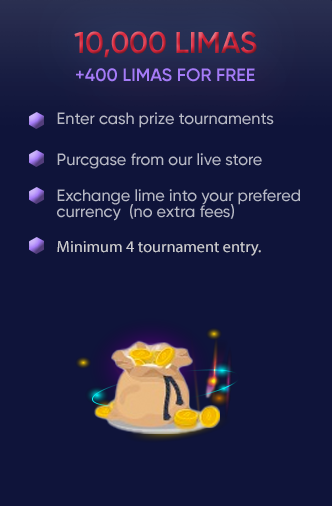 10,000 LIMAS
+400 LIMAS FOR FREE
Enter cash prize tournaments
Purcgase from our live store
Exchange lime into your prefered
currency (no extra fees)
Minimum 4 tournament entry.